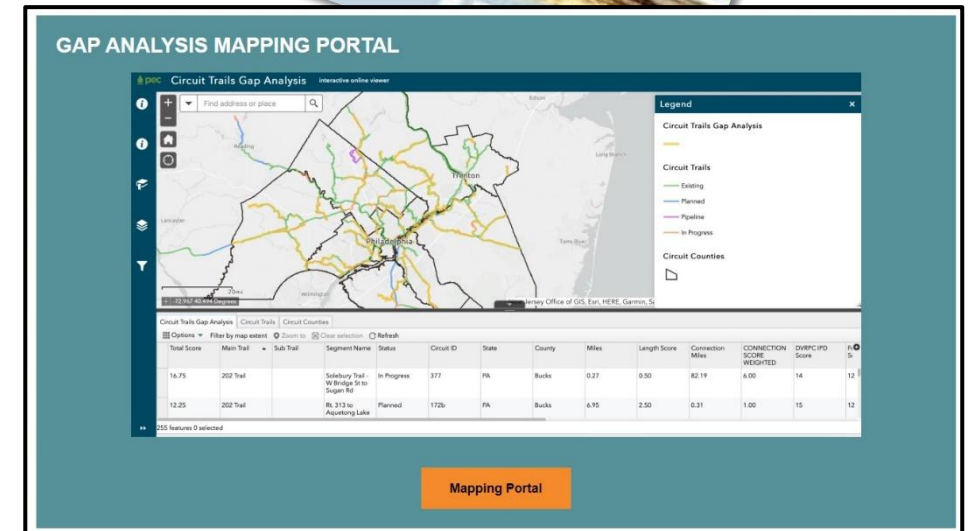 GAP ANALYSIS MAPPING PORTAL
pec Circuit Trails Gap Analysis interactive online viewer
Find address or place
Legend
Circuit Trails Gap Analysis
Circuit Trails
Existing
Planned
Pipeline
In Progress
Circuit Counties
Edison
Reading
Long Branch
Trenton
Lancaster
Philadelphia
Toms River
20mi
Wilmington
Jersey Office of GIS, Esri, HERE, Garmin,
Circuit Trails Gap Analysis Circuit Trails Circuit Counties
Options Filter by map extent Zoom to Clear selection Refresh
Total Score Main Trail Sub Trail Segment Name Status Circuit ID State County Miles Length Score Connection Miles CONNECTION SCORE WEIGHTED DVRPC IPD Score
16.75 202 Trail Solebury Trail - W Bridge St to Sugan Rd In Progress 377 PA Bucks 0.27 0.50 82.19 6.00 14 12
12.25 202 Trail Rt. 313 to Aquetong Lake Planned 172b PA Bucks 6.95 2.50 0.31 1.00 15 12
255 features 0 selected
Mapping Portal